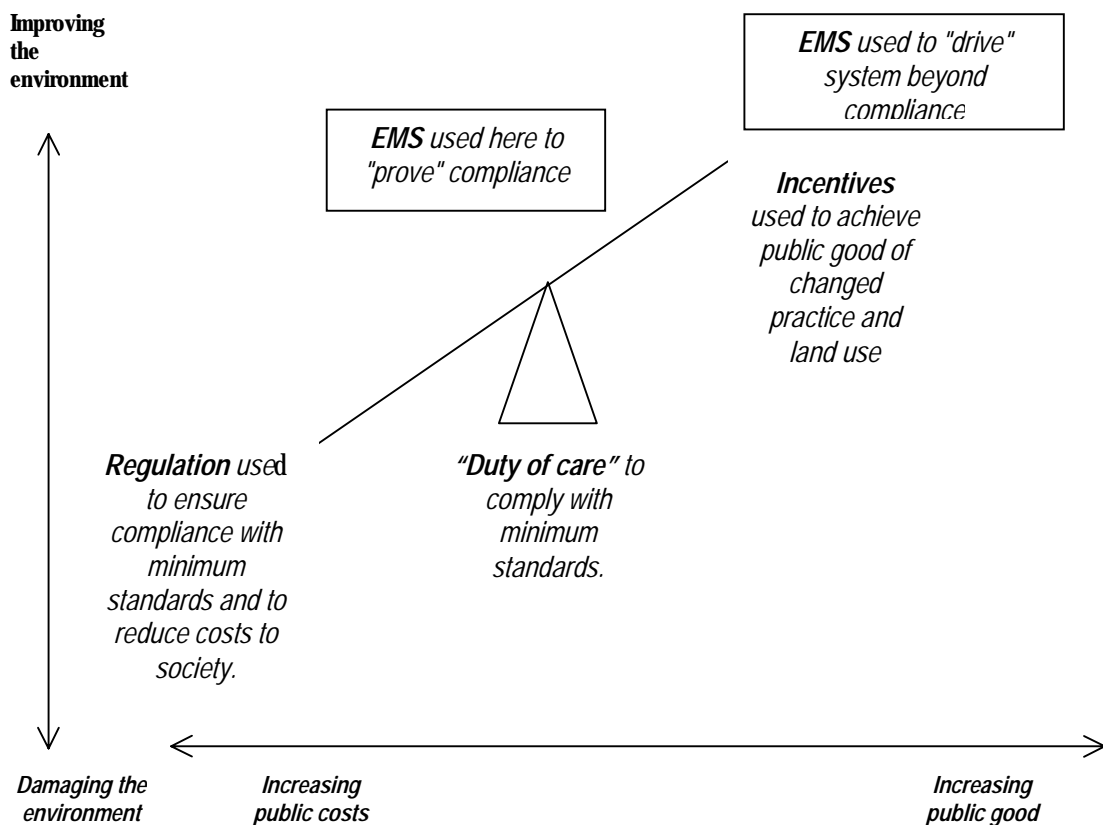 Improving
the
environment
EMS used to "drive"
system beyond
compliance
EMS used here to
"prove" compliance
Incentives
used to achieve
public good of
changed
practice and
land use
Regulation used
to ensure
compliance with
minimum
standards and to
reduce costs to
society.
“Duty of care” to
comply with
minimum
standards.
Damaging the
environment
Increasing
public costs
Increasing
public good